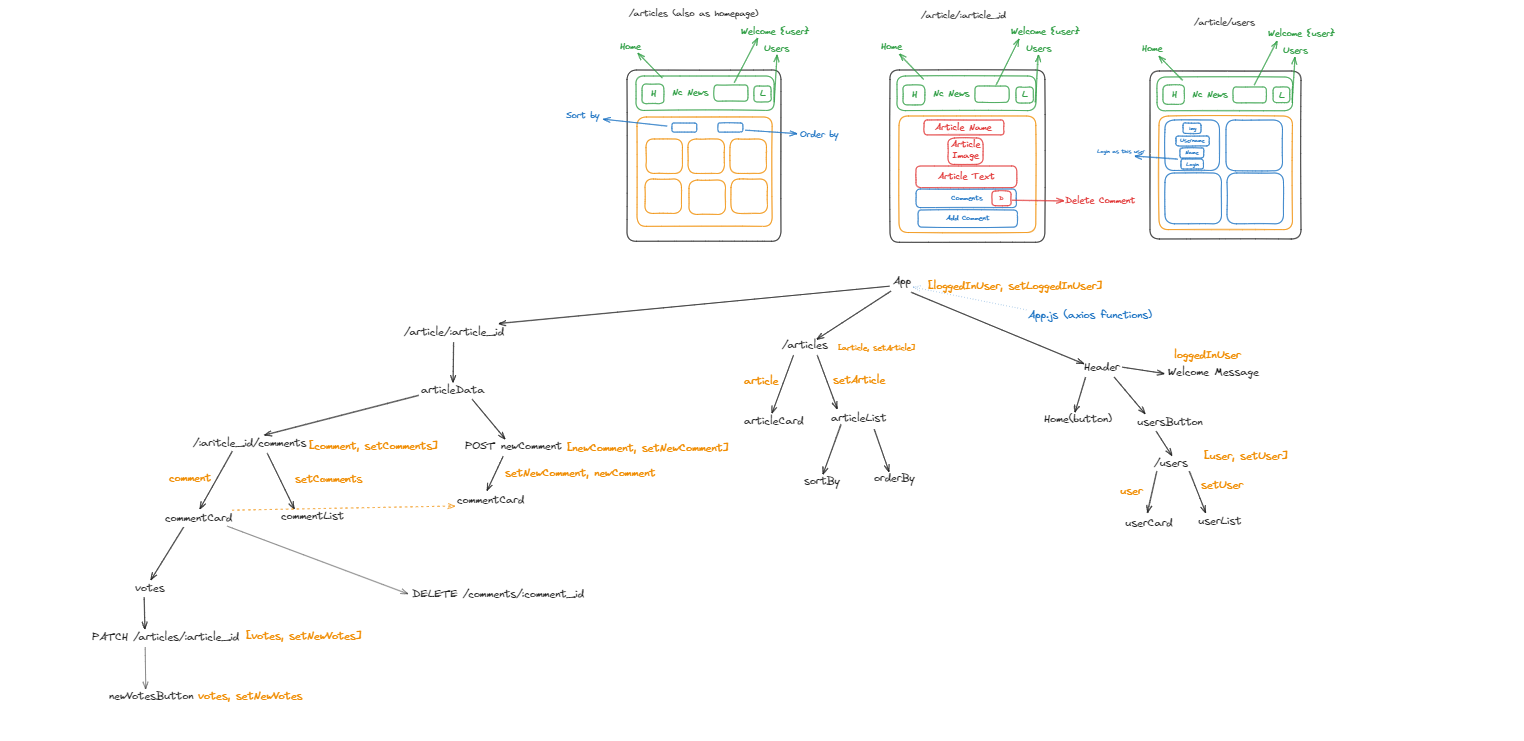 /articles (also as homepage)
Welcome {user}
Home
Users
H
Nc News
L
Sort by
Order by
/article/:article_id
Welcome {user}
Home
Users
H
Nc News
L
Article Name
Article
Image
Article Text
Comments
D
Delete Comment
Add Comment
/article/users
Welcome {user}
Home
Users
H
Nc News
L
img
Username
Name
Login
Login as this user
App
[loggedInUser, setLoggedInUser]
App.js (axios functions)
/article/:article_id
/articles
[article, setArticle]
loggedInUser
Header
Welcome Message
articleData
article
setArticle
articleCard
articleList
Home(button)
usersButton
/:aritcle_id/comments
[comment, setComments]
POST newComment
[newComment, setNewComment]
/users
[user, setUser]
comment
setComments
setNewComment, newComment
sortBy
orderBy
user
setUser
commentCard
commentList
commentCard
userCard
userList
votes
DELETE /comments/:comment_id
PATCH /articles/:article_id
[votes, setNewVotes]
newVotesButton
votes, setNewVotes